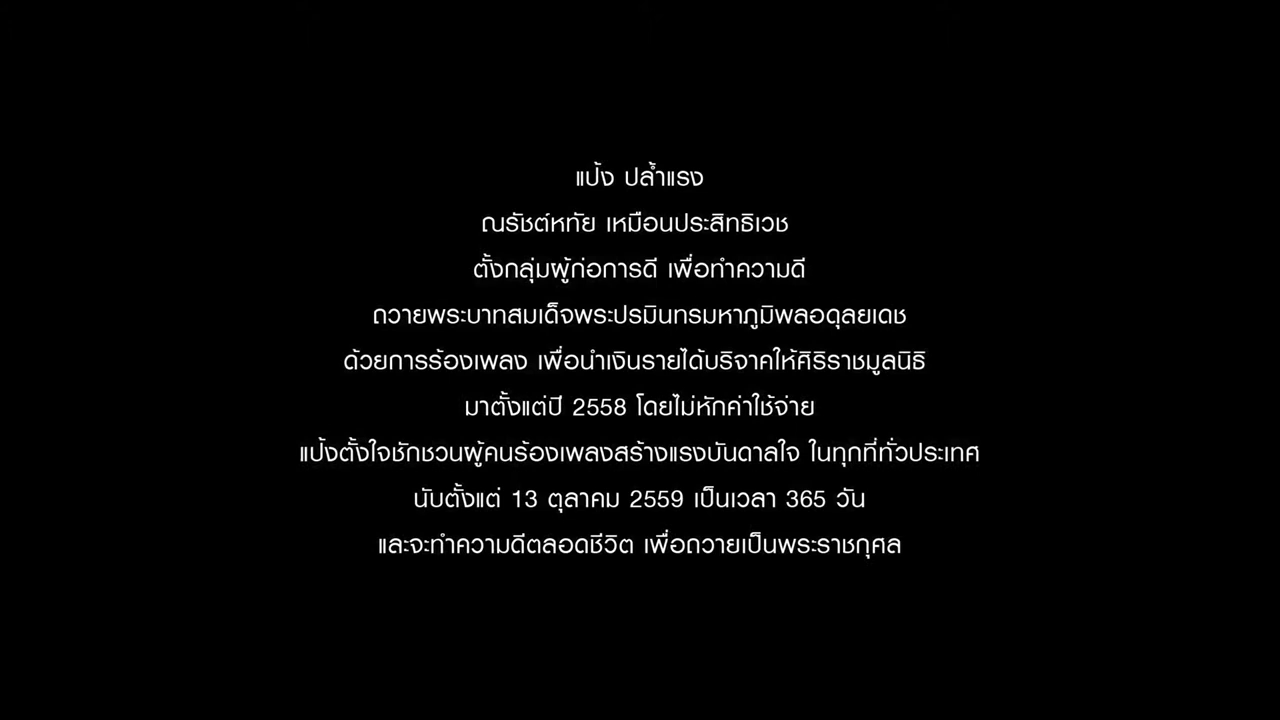 แป้ง ปล้ำแรง
ณรัชต์หทัย เหมือนประสิทธิเวช
ตั้งกลุ่มผู้ก่อการดี เพื่อทำความดี
ถวายพระบาทสมเด็จพระปรมินทรมหาภูมิพลอดุลยเดช
ด้วยการร้องเพลง เพื่อนำเงินรายได้บริจาคให้ศิริราชมูลนิธิ
มาตั้งแต่ปี 2558 โดยไม่หักค่าใช้จ่าย
แป้งตั้งใจชักชวนผู้คนร้องเพลงสร้างแรงบันดาลใจ ในทุกที่ทั่วประเทศ
นับตั้งแต่ 13 ตุลาคม 2559 เป็นเวลา 365 วัน
และจะทำความดีตลอดชีวิต เพื่อถวายเป็นพระราชกุศล